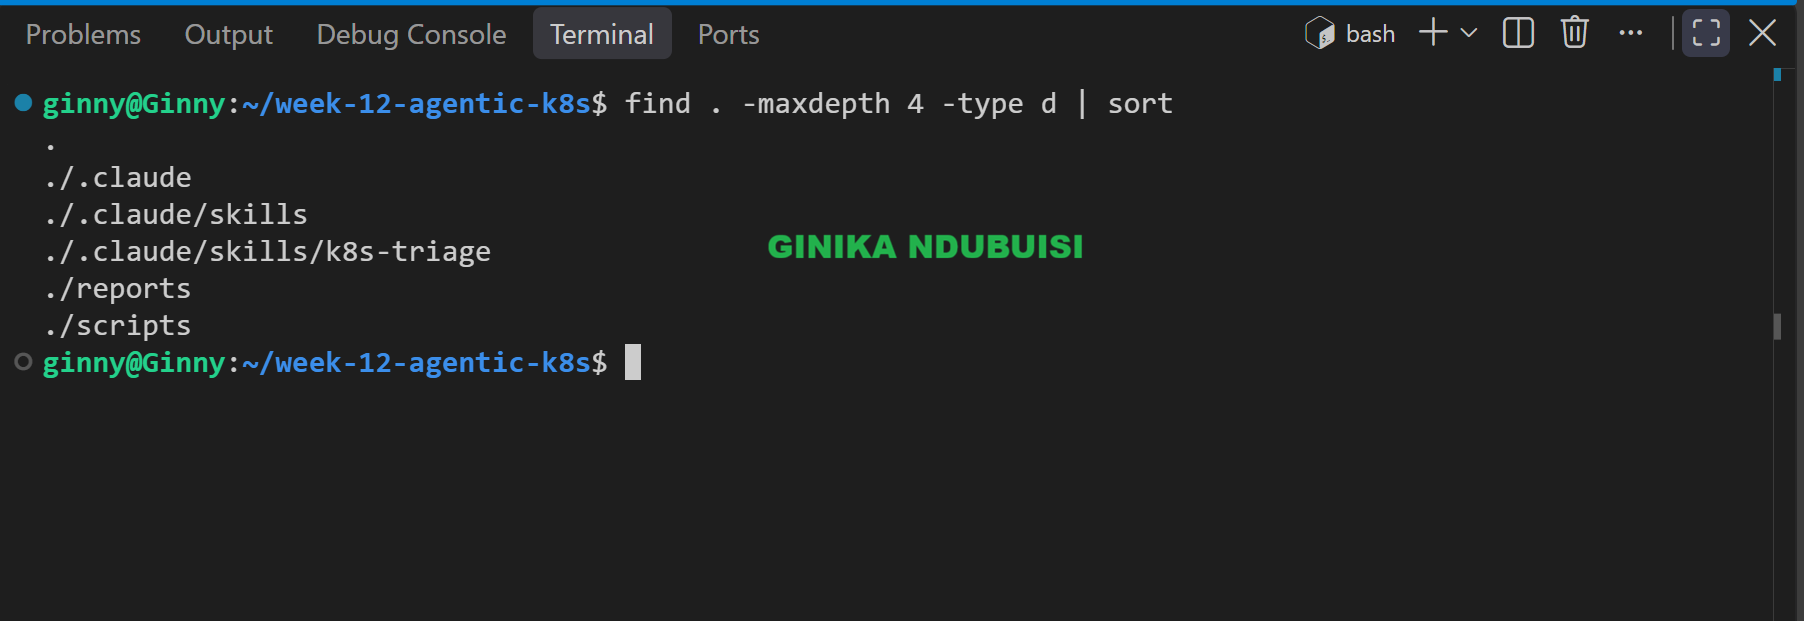 Problems Output Debug Console Terminal Ports bash
ginny@Ginny:~/week-12-agentic-k8s$ find . -maxdepth 4 -type d | sort
.
./.claude
./.claude/skills
./.claude/skills/k8s-triage
GINIKA NDUBUISI
./reports
./scripts
ginny@Ginny:~/week-12-agentic-k8s$